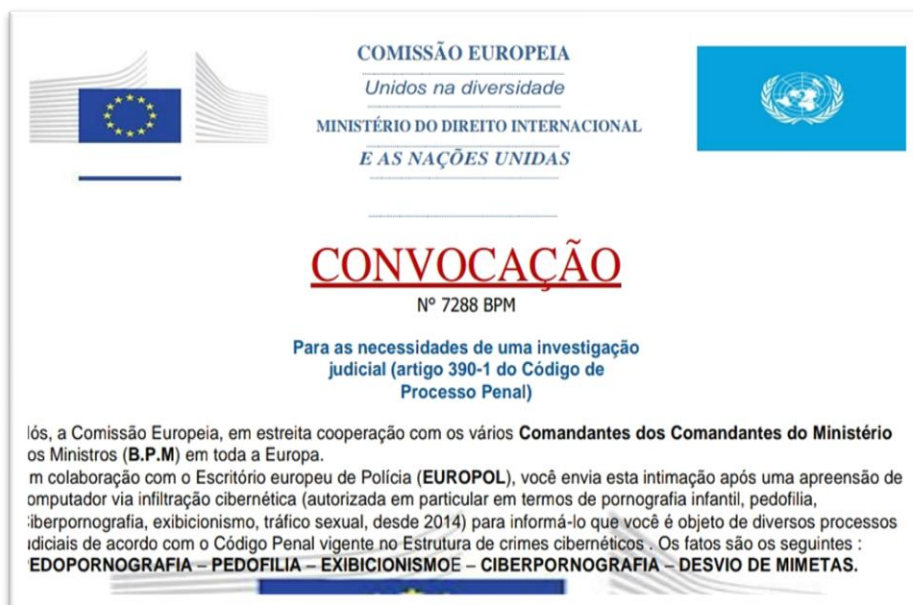 COMISSÃO EUROPEIA
Unidos na diversidade
MINISTÉRIO DO DIREITO INTERNACIONAL
E AS NAÇÕES UNIDAS
CONVOCAÇÃO
Nº 7288 BPM
Para as necessidades de uma investigação
judicial (artigo 390-1 do Código de
Processo Penal)
lós, a Comissão Europeia, em estreita cooperação com os vários Comandantes dos Comandantes do Ministério
os Ministros (B.P.M) em toda a Europa.
m colaboração com o Escritório europeu de Polícia (EUROPOL), você envia esta intimação após uma apreensão de
omputador via infiltração cibernética (autorizada em particular em termos de pornografia infantil, pedofilia,
iberpornografia, exibicionismo, tráfico sexual, desde 2014) para informá-lo que você é objeto de diversos processos
udiciais de acordo com o Código Penal vigente no Estrutura de crimes cibernéticos . Os fatos são os seguintes :
EDOPORNOGRAFIA – PEDOFILIA – EXIBICIONISMOE – CIBERPORNOGRAFIA – DESVIO DE MIMETAS.